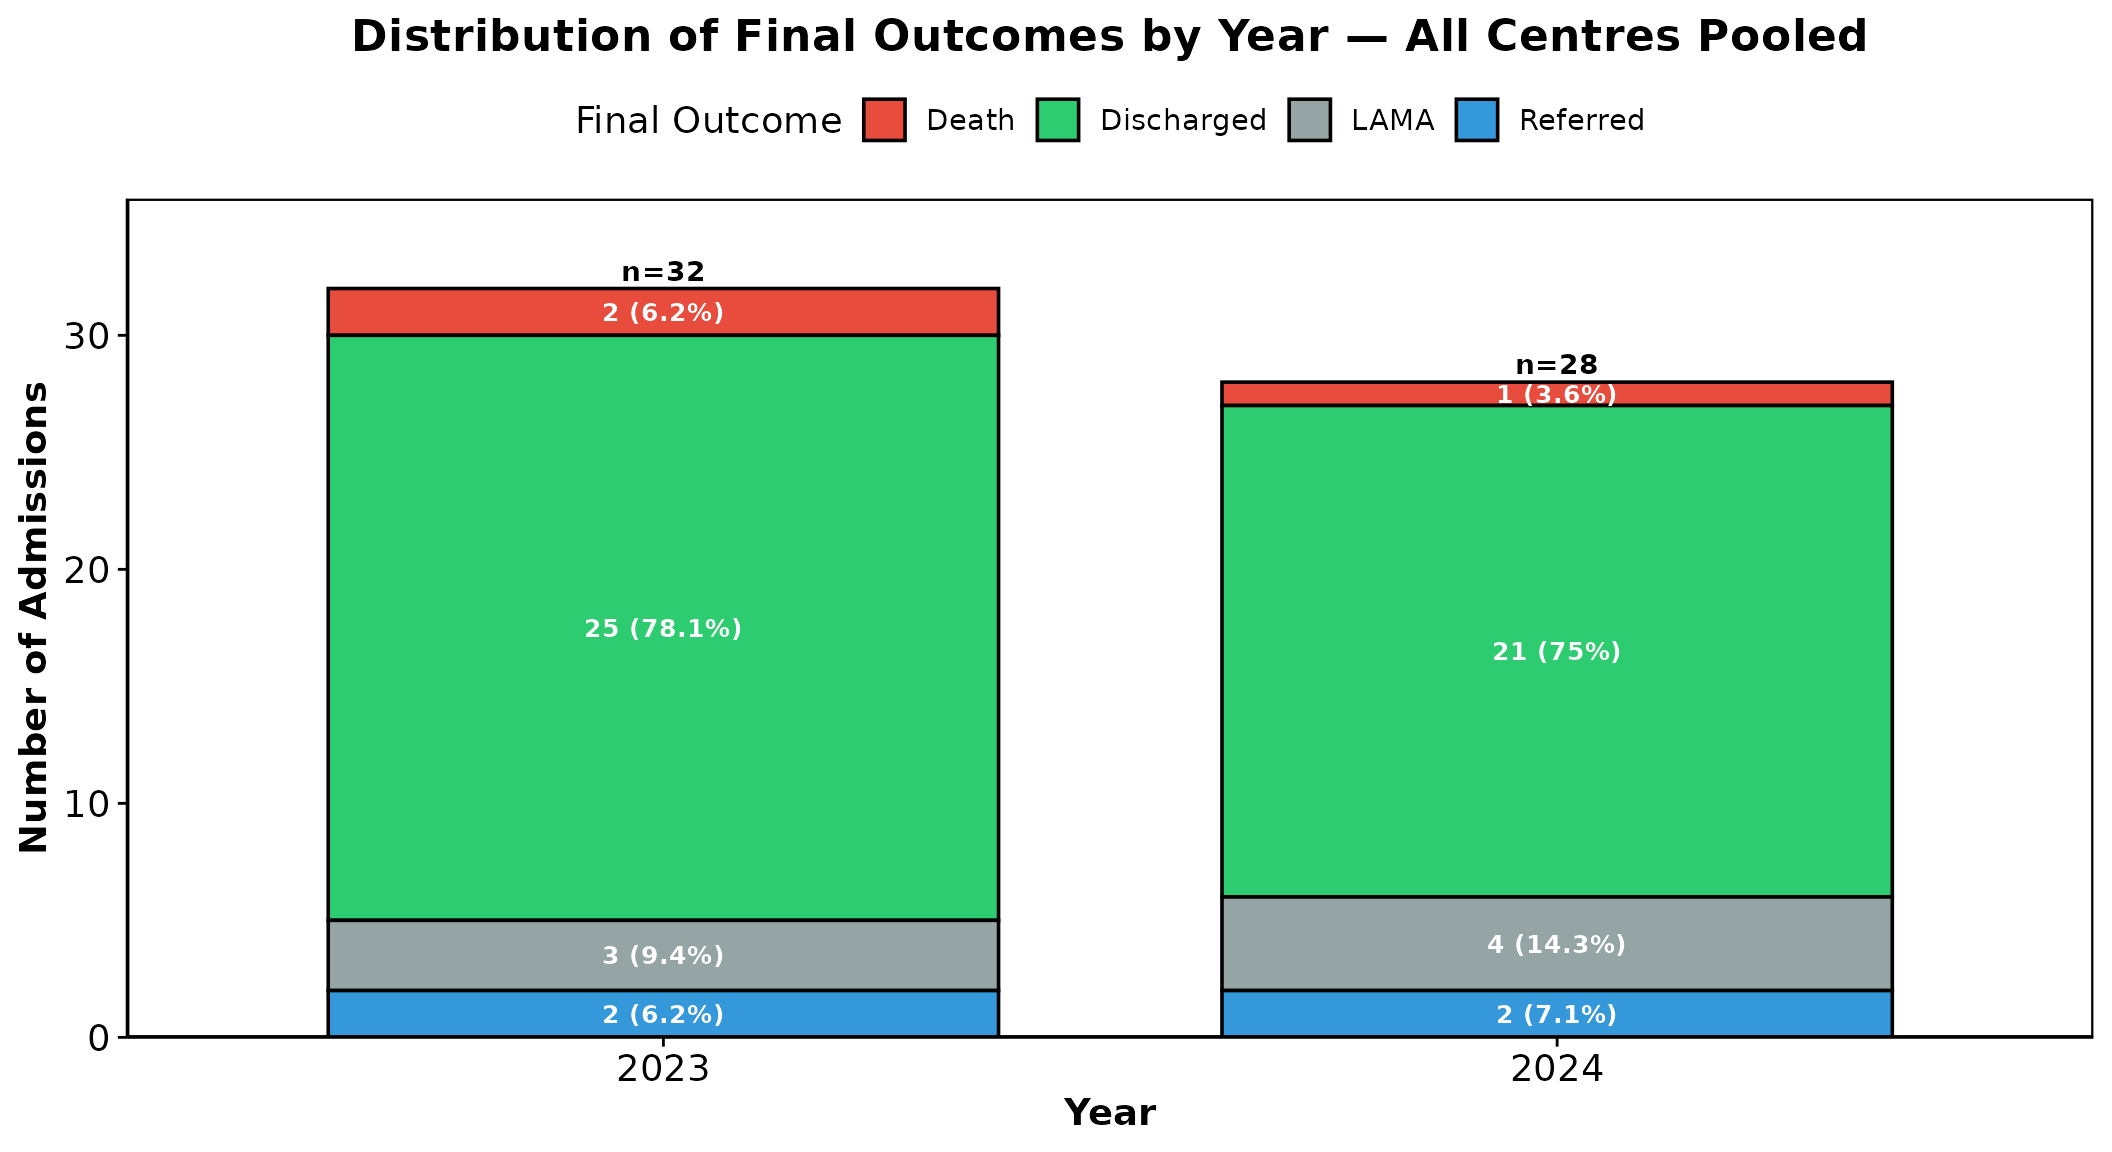 Distribution of Final Outcomes by Year — All Centres Pooled
Final Outcome Death Discharged LAMA Referred
Number of Admissions
30
20
10
0
n=32
2 (6.2%)
25 (78.1%)
3 (9.4%)
2 (6.2%)
n=28
1 (3.6%)
21 (75%)
4 (14.3%)
2 (7.1%)
2023 2024
Year